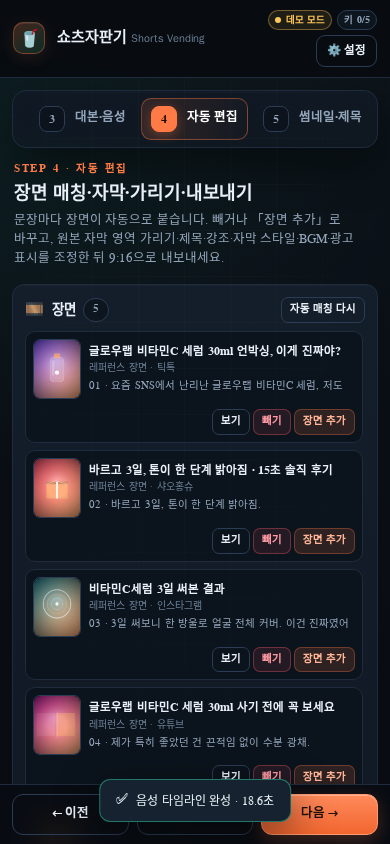 데모 모드
키 0/5
쇼츠자판기 Shorts Vending
설정
3 대본·음성
4 자동 편집
5 썸네일·제목
STEP 4 · 자동 편집
장면 매칭·자막·가리기·내보내기
문장마다 장면이 자동으로 붙습니다. 빼거나 「장면 추가」로
바꾸고, 원본 자막 영역 가리기·제목·강조·자막 스타일·BGM·광고
표시를 조정한 뒤 9:16으로 내보내세요.
장면 5
자동 매칭 다시
글로우랩 비타민C 세럼 30ml 언박싱, 이게 진짜야?
레퍼런스 장면 · 틱톡
01 · 요즘 SNS에서 난리난 글로우랩 비타민C 세럼, 저도
보기 빼기 장면 추가
바르고 3일, 톤이 한 단계 밝아짐 · 15초 솔직 후기
레퍼런스 장면 · 샤오홍슈
02 · 바르고 3일, 톤이 한 단계 밝아짐.
보기 빼기 장면 추가
비타민C세럼 3일 써본 결과
레퍼런스 장면 · 인스타그램
03 · 3일 써보니 한 방울로 얼굴 전체 커버. 이건 진짜였어
보기 빼기 장면 추가
글로우랩 비타민C 세럼 30ml 사기 전에 꼭 보세요
레퍼런스 장면 · 유튜브
04 · 제가 특히 좋았던 건 끈적임 없이 수분 광채.
보기 빼기 장면 추가
← 이전
음성 타임라인 완성 · 18.6초
다음 →